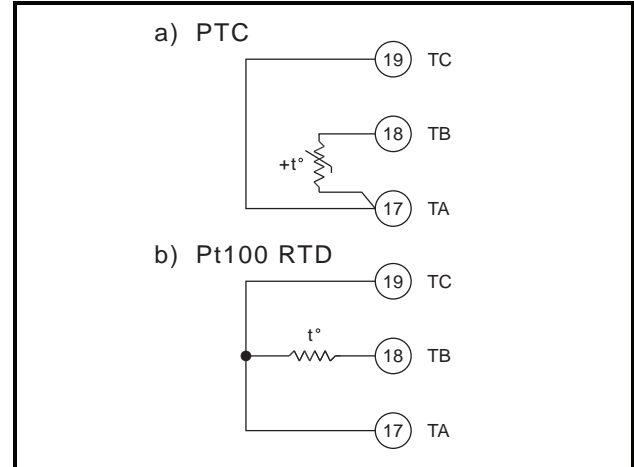 a) PTC
19 TC
18 TB
+t°
17 TA
b) Pt100 RTD
19 TC
t°
18 TB
17 TA